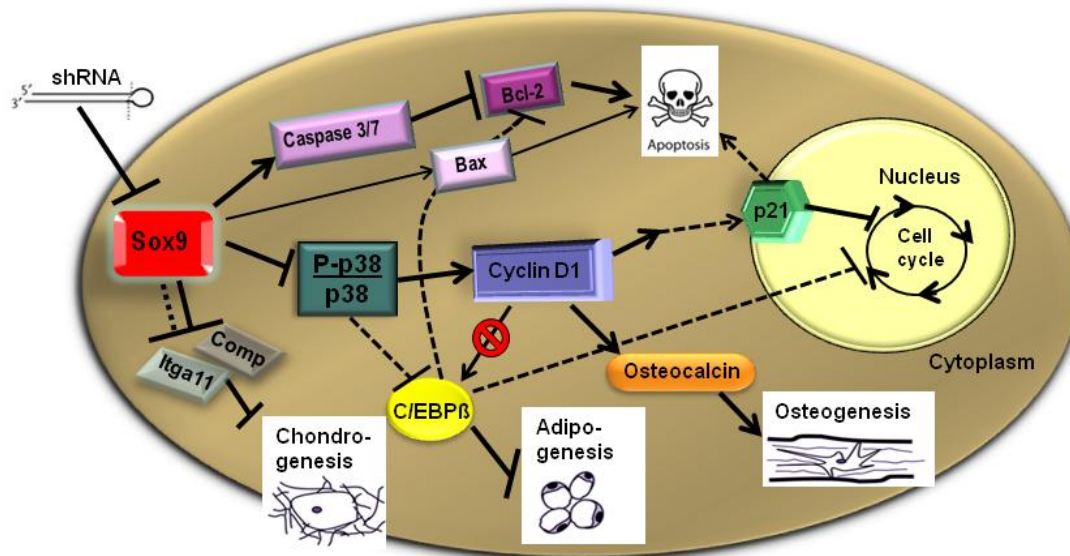 shRNA
5'
3'
Sox9
Caspase 3/7
Bcl-2
Bax
Apoptosis
P-p38
p38
Cyclin D1
p21
Nucleus
Cell
cycle
Cytoplasm
Comp
Itga11
C/EBPß
Osteocalcin
Chondro-
genesis
Adipo-
genesis
Osteogenesis